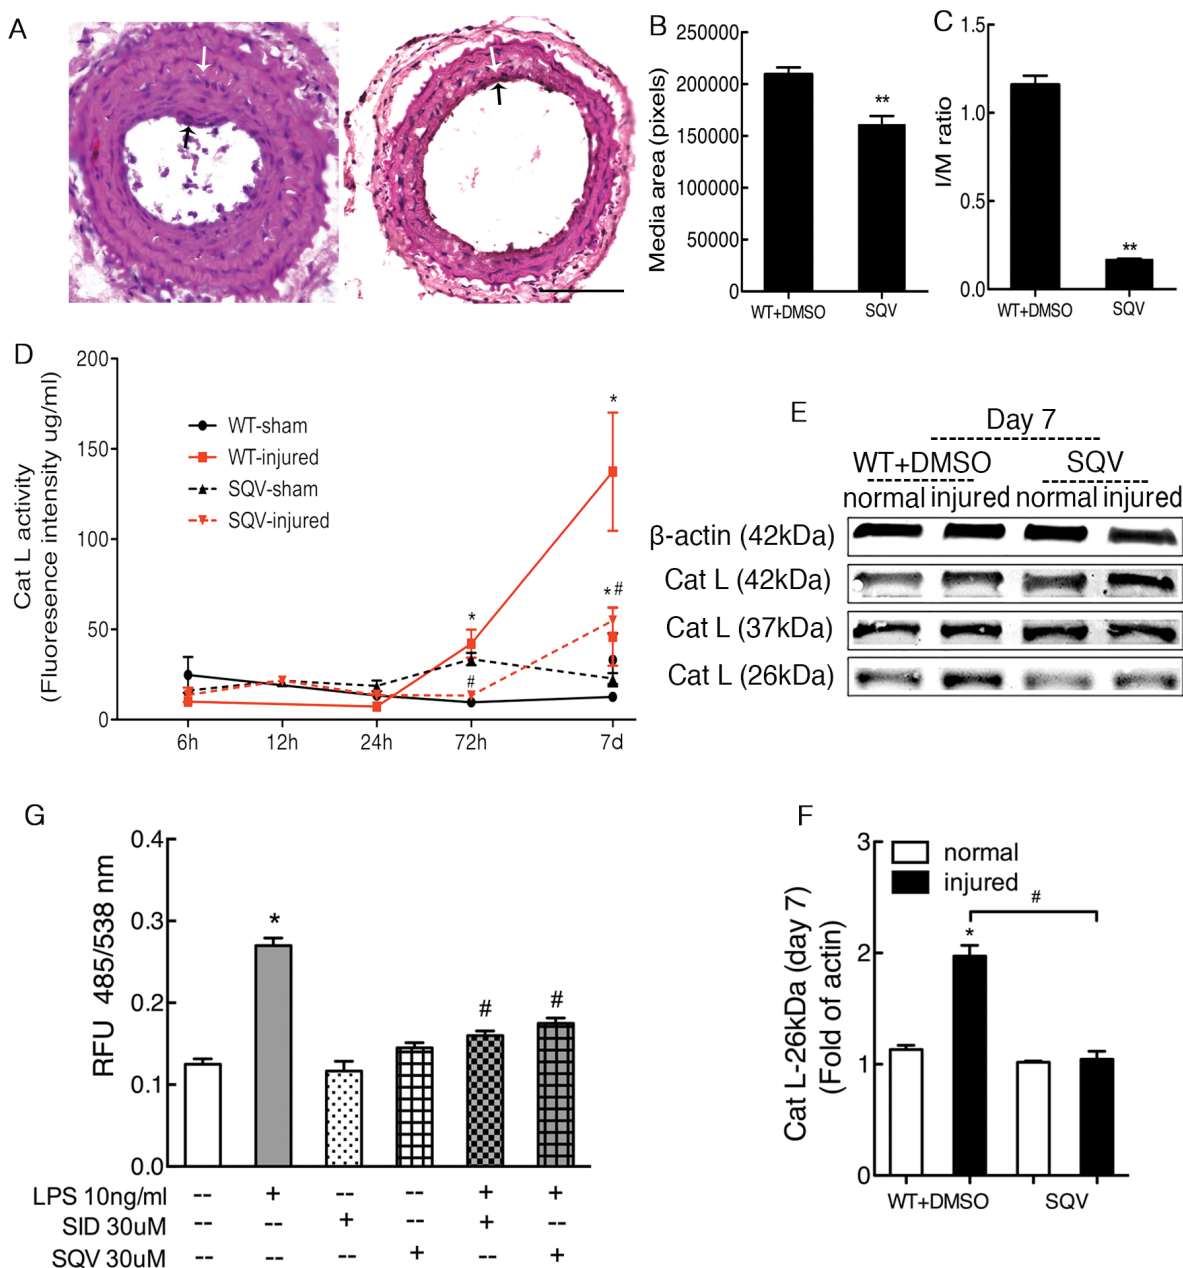 A
B
Media area (pixels)
250000
200000
150000
100000
50000
0
**
WT+DMSO SQV
C
I/M ratio
1.5
1.0
0.5
0.0
**
WT+DMSO SQV
D
Cat L activity
(Fluoresence intensity ug/ml)
200
150
100
50
0
WT-sham
WT-injured
SQV-sham
SQV-injured
*
*#
*
#
6h 12h 24h 72h 7d
E
Day 7
WT+DMSO SQV
normal injured normal injured
β-actin (42kDa)
Cat L (42kDa)
Cat L (37kDa)
Cat L (26kDa)
G
RFU 485/538 nm
0.4
0.3
0.2
0.1
0.0
*
#
#
LPS 10ng/ml -- + -- -- + +
SID 30uM -- -- + -- + --
SQV 30uM -- -- -- + -- +
F
Cat L-26kDa (day 7)
(Fold of actin)
3
2
1
0
normal
injured
#
*
WT+DMSO SQV